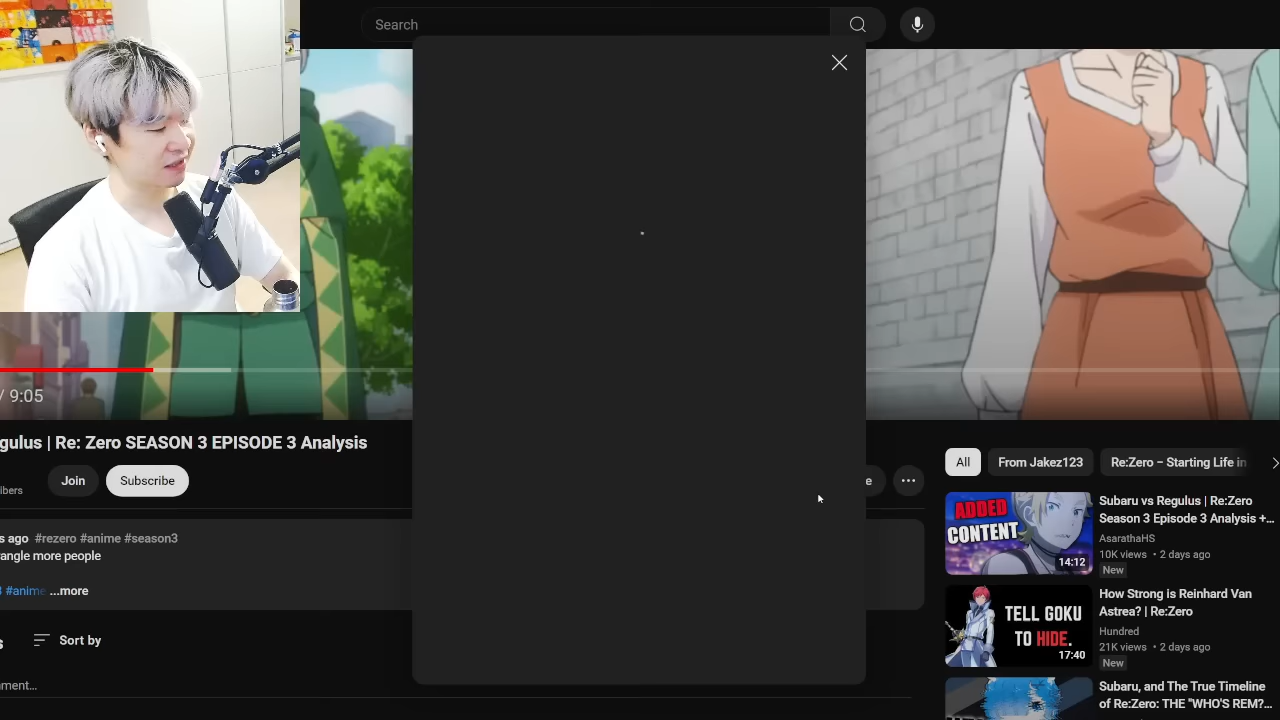 Search
/ 9:05
gulus | Re: Zero SEASON 3 EPISODE 3 Analysis
ibers
Join
Subscribe
e
s ago #rezero #anime #season3
angle more people
3 #anime ...more
s
Sort by
mment...
All
From Jakez123
Re:Zero − Starting Life in
ADDED
CONTENT
14:12
Subaru vs Regulus | Re:Zero
Season 3 Episode 3 Analysis +...
AsarathaHS
10K views • 2 days ago
New
TELL GOKU
TO HIDE.
17:40
How Strong is Reinhard Van
Astrea? | Re:Zero
Hundred
21K views • 2 days ago
New
Subaru, and The True Timeline
of Re:Zero: THE "WHO'S REM?...